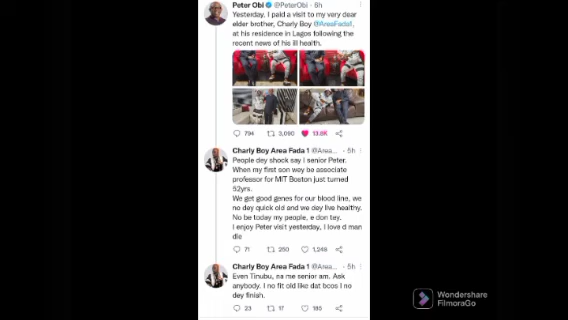 Peter Obi @PeterObi · 6h
Yesterday, I paid a visit to my very dear
elder brother, Charly Boy @AreaFada1,
at his residence in Lagos following the
recent news of his ill health.
794 3,690 13.8K
Charly Boy Area Fada 1 @Area... · 5h
People dey shock say I senior Peter.
When my first son wey be associate
professor for MIT Boston just turned
52yrs.
We get good genes for our blood line, we
no dey quick old and we dey live healthy.
No be today my people, e don tay.
I enjoy Peter visit yesterday, I love d man
die
71 250 1,248
Charly Boy Area Fada 1 @Area... · 5h
Even Tinubu, na me senior am. Ask
anybody. I no fit old like dat bcos I no
dey finish.
23 17 185
Wondershare
FilmoraGo